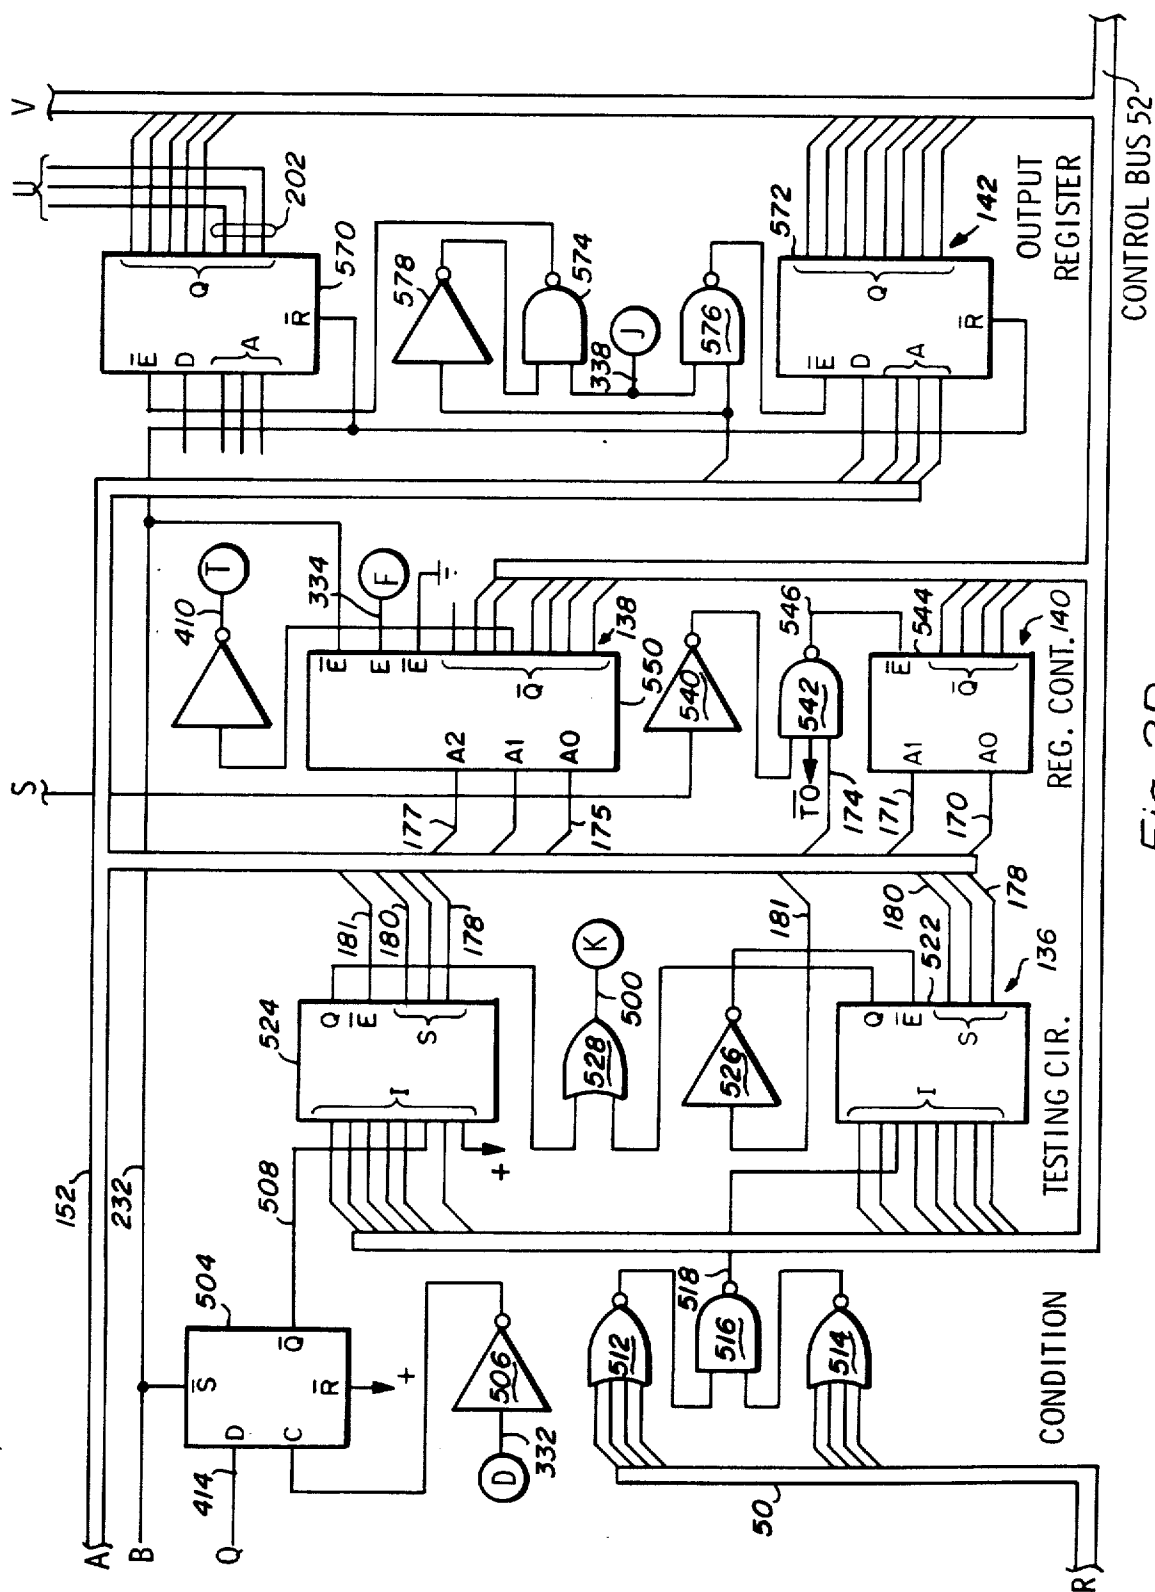 A
152
B
232
Q
414
D
C
S̅
R̅
Q̅
504
+
508
506
D
332
50
R
512
516
514
518
CONDITION
524
I
Q
E̅
S
+
181
180
178
528
500
K
526
181
522
I
Q
E̅
S
180
178
136
TESTING CIR.
S
177
175
A2
A1
A0
E̅
E
E̅
Q̅
410
T
334
F
138
550
540
542
T̅O̅
174
546
171
170
A1
A0
E̅
544
Q̅
140
REG. CONT.
U
V
E̅
D
A
Q
R̅
202
570
578
574
338
J
576
572
E̅
D
A
Q
R̅
142
OUTPUT
REGISTER
CONTROL BUS 52